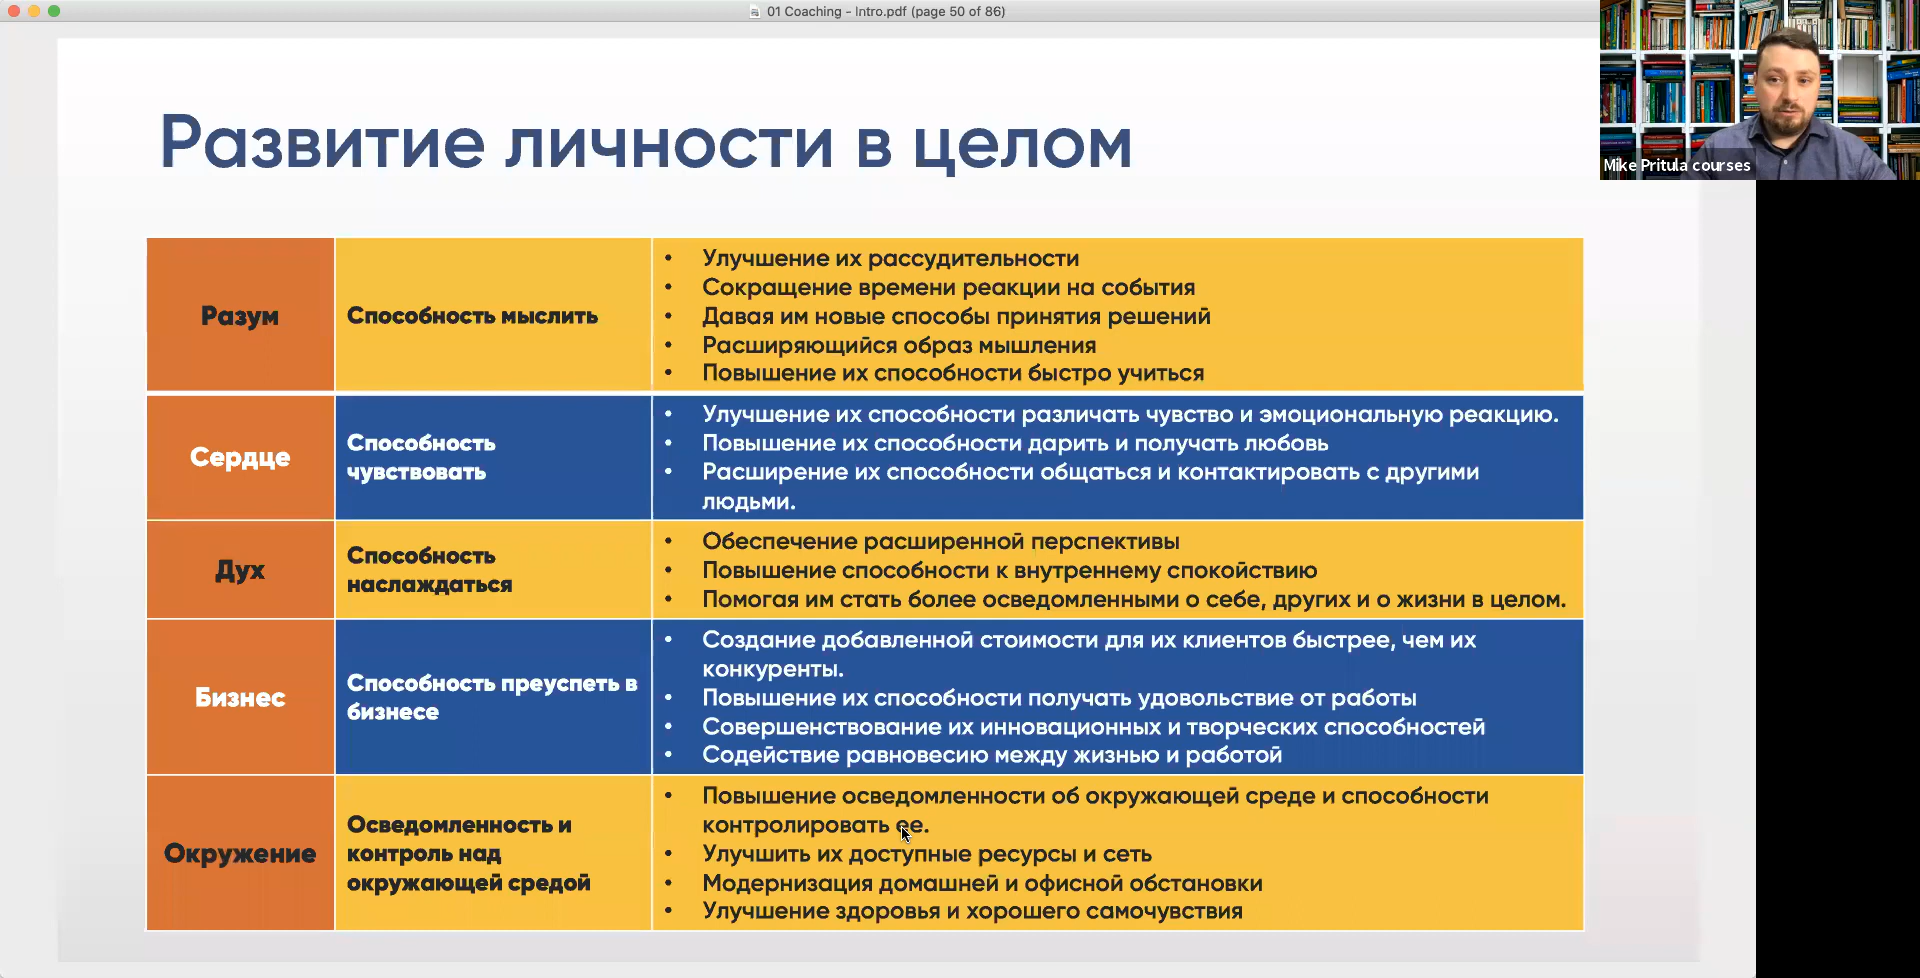 01 Coaching - Intro.pdf (page 50 of 86)
Mike Pritula courses
Развитие личности в целом
Разум
Способность мыслить
• Улучшение их рассудительности
• Сокращение времени реакции на события
• Давая им новые способы принятия решений
• Расширяющийся образ мышления
• Повышение их способности быстро учиться
Сердце
Способность
чувствовать
• Улучшение их способности различать чувство и эмоциональную реакцию.
• Повышение их способности дарить и получать любовь
• Расширение их способности общаться и контактировать с другими
людьми.
Дух
Способность
наслаждаться
• Обеспечение расширенной перспективы
• Повышение способности к внутреннему спокойствию
• Помогая им стать более осведомленными о себе, других и о жизни в целом.
Бизнес
Способность преуспеть в
бизнесе
• Создание добавленной стоимости для их клиентов быстрее, чем их
конкуренты.
• Повышение их способности получать удовольствие от работы
• Совершенствование их инновационных и творческих способностей
• Содействие равновесию между жизнью и работой
Окружение
Осведомленность и
контроль над
окружающей средой
• Повышение осведомленности об окружающей среде и способности
контролировать ее.
• Улучшить их доступные ресурсы и сеть
• Модернизация домашней и офисной обстановки
• Улучшение здоровья и хорошего самочувствия